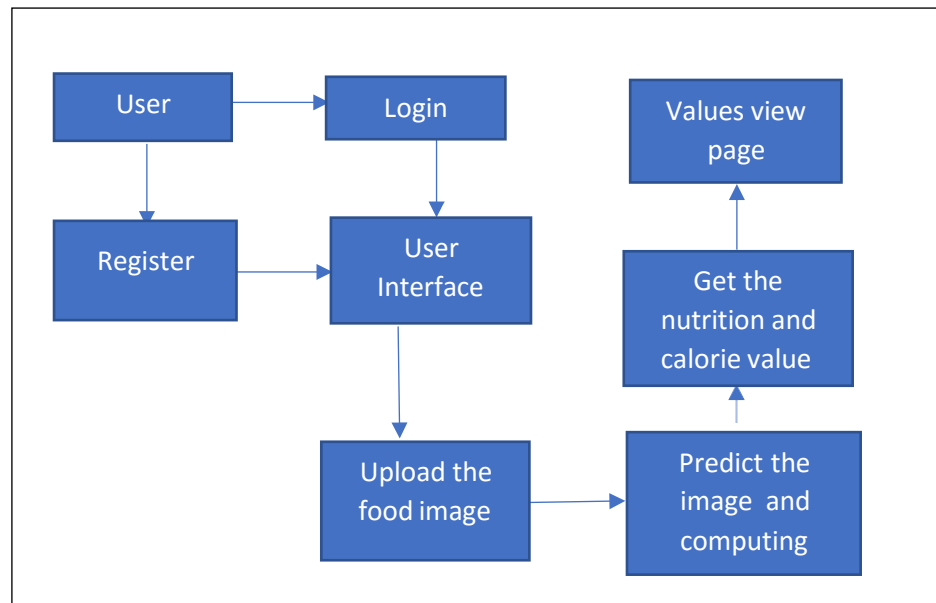 User
Login
Register
User
Interface
Upload the
food image
Predict the
image and
computing
Get the
nutrition and
calorie value
Values view
page